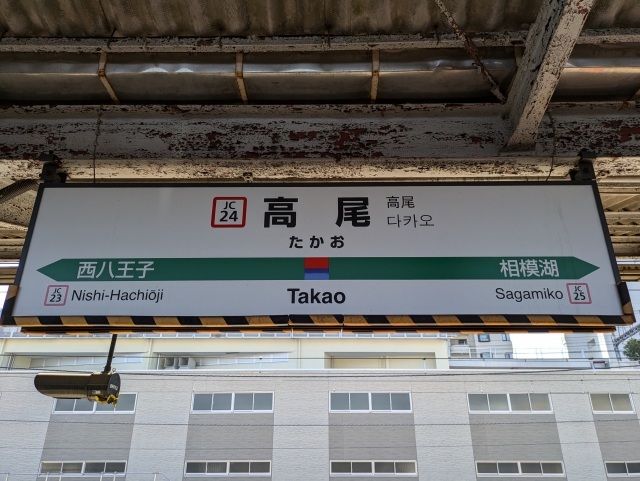 JC
24
高尾
高尾
다카오
たかお
西八王子
相模湖
JC
23
Nishi-Hachiōji
Takao
Sagamiko
JC
25